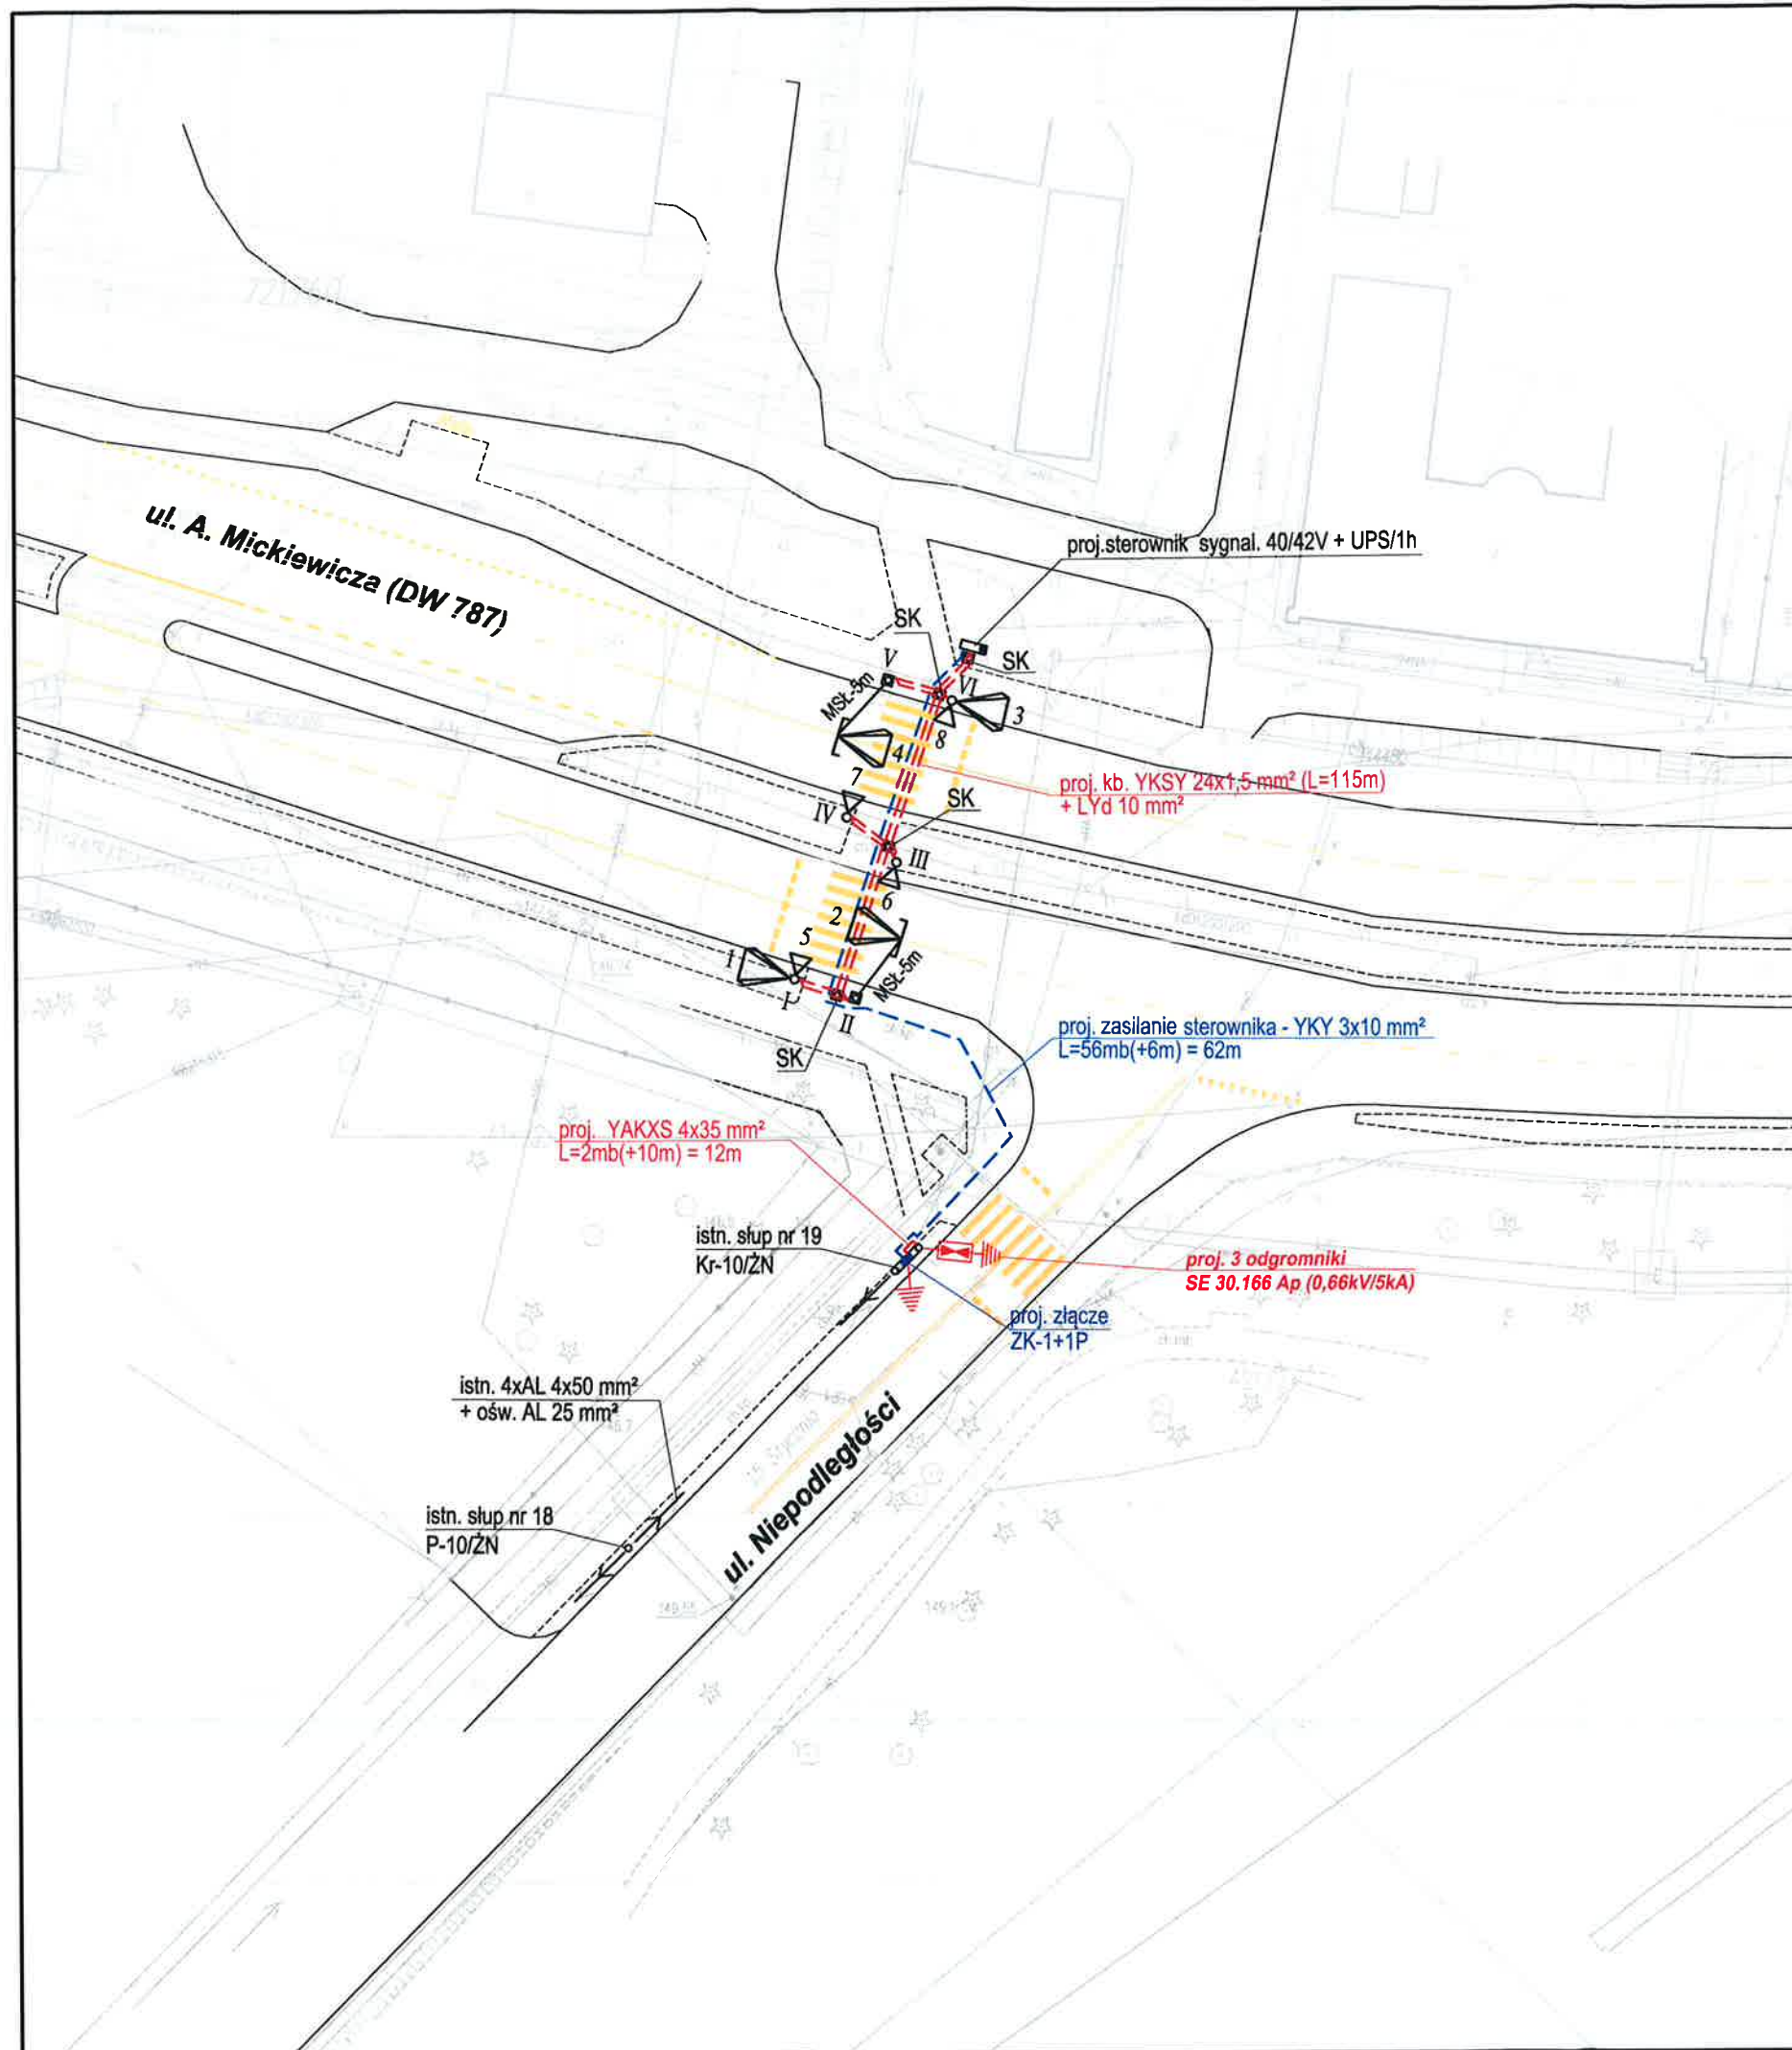 721760
ul. A. Mickiewicza (DW 787)
proj.sterownik sygnal. 40/42V + UPS/1h
SK
SK
V
VI
MSŁ-5m
3
8
4
7
proj. kb. YKSY 24x1,5 mm² (L=115m)
+ LYd 10 mm²
SK
IV
III
6
2
5
1
MSŁ-5m
I
II
SK
proj. zasilanie sterownika - YKY 3x10 mm²
L=56mb(+6m) = 62m
proj. YAKXS 4x35 mm²
L=2mb(+10m) = 12m
istn. słup nr 19
Kr-10/ŻN
proj. 3 odgromniki
SE 30.166 Ap (0,66kV/5kA)
proj. złącze
ZK-1+1P
istn. 4xAL 4x50 mm²
+ ośw. AL 25 mm²
15 Stycznia
ul. Niepodległości
istn. słup nr 18
P-10/ŻN